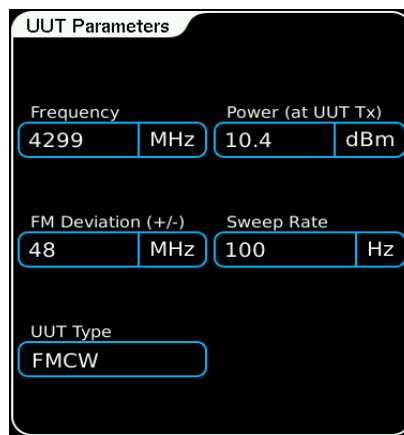 UUT Parameters
Frequency Power (at UUT Tx)
4299 MHz 10.4 dBm
FM Deviation (+/-) Sweep Rate
48 MHz 100 Hz
UUT Type
FMCW